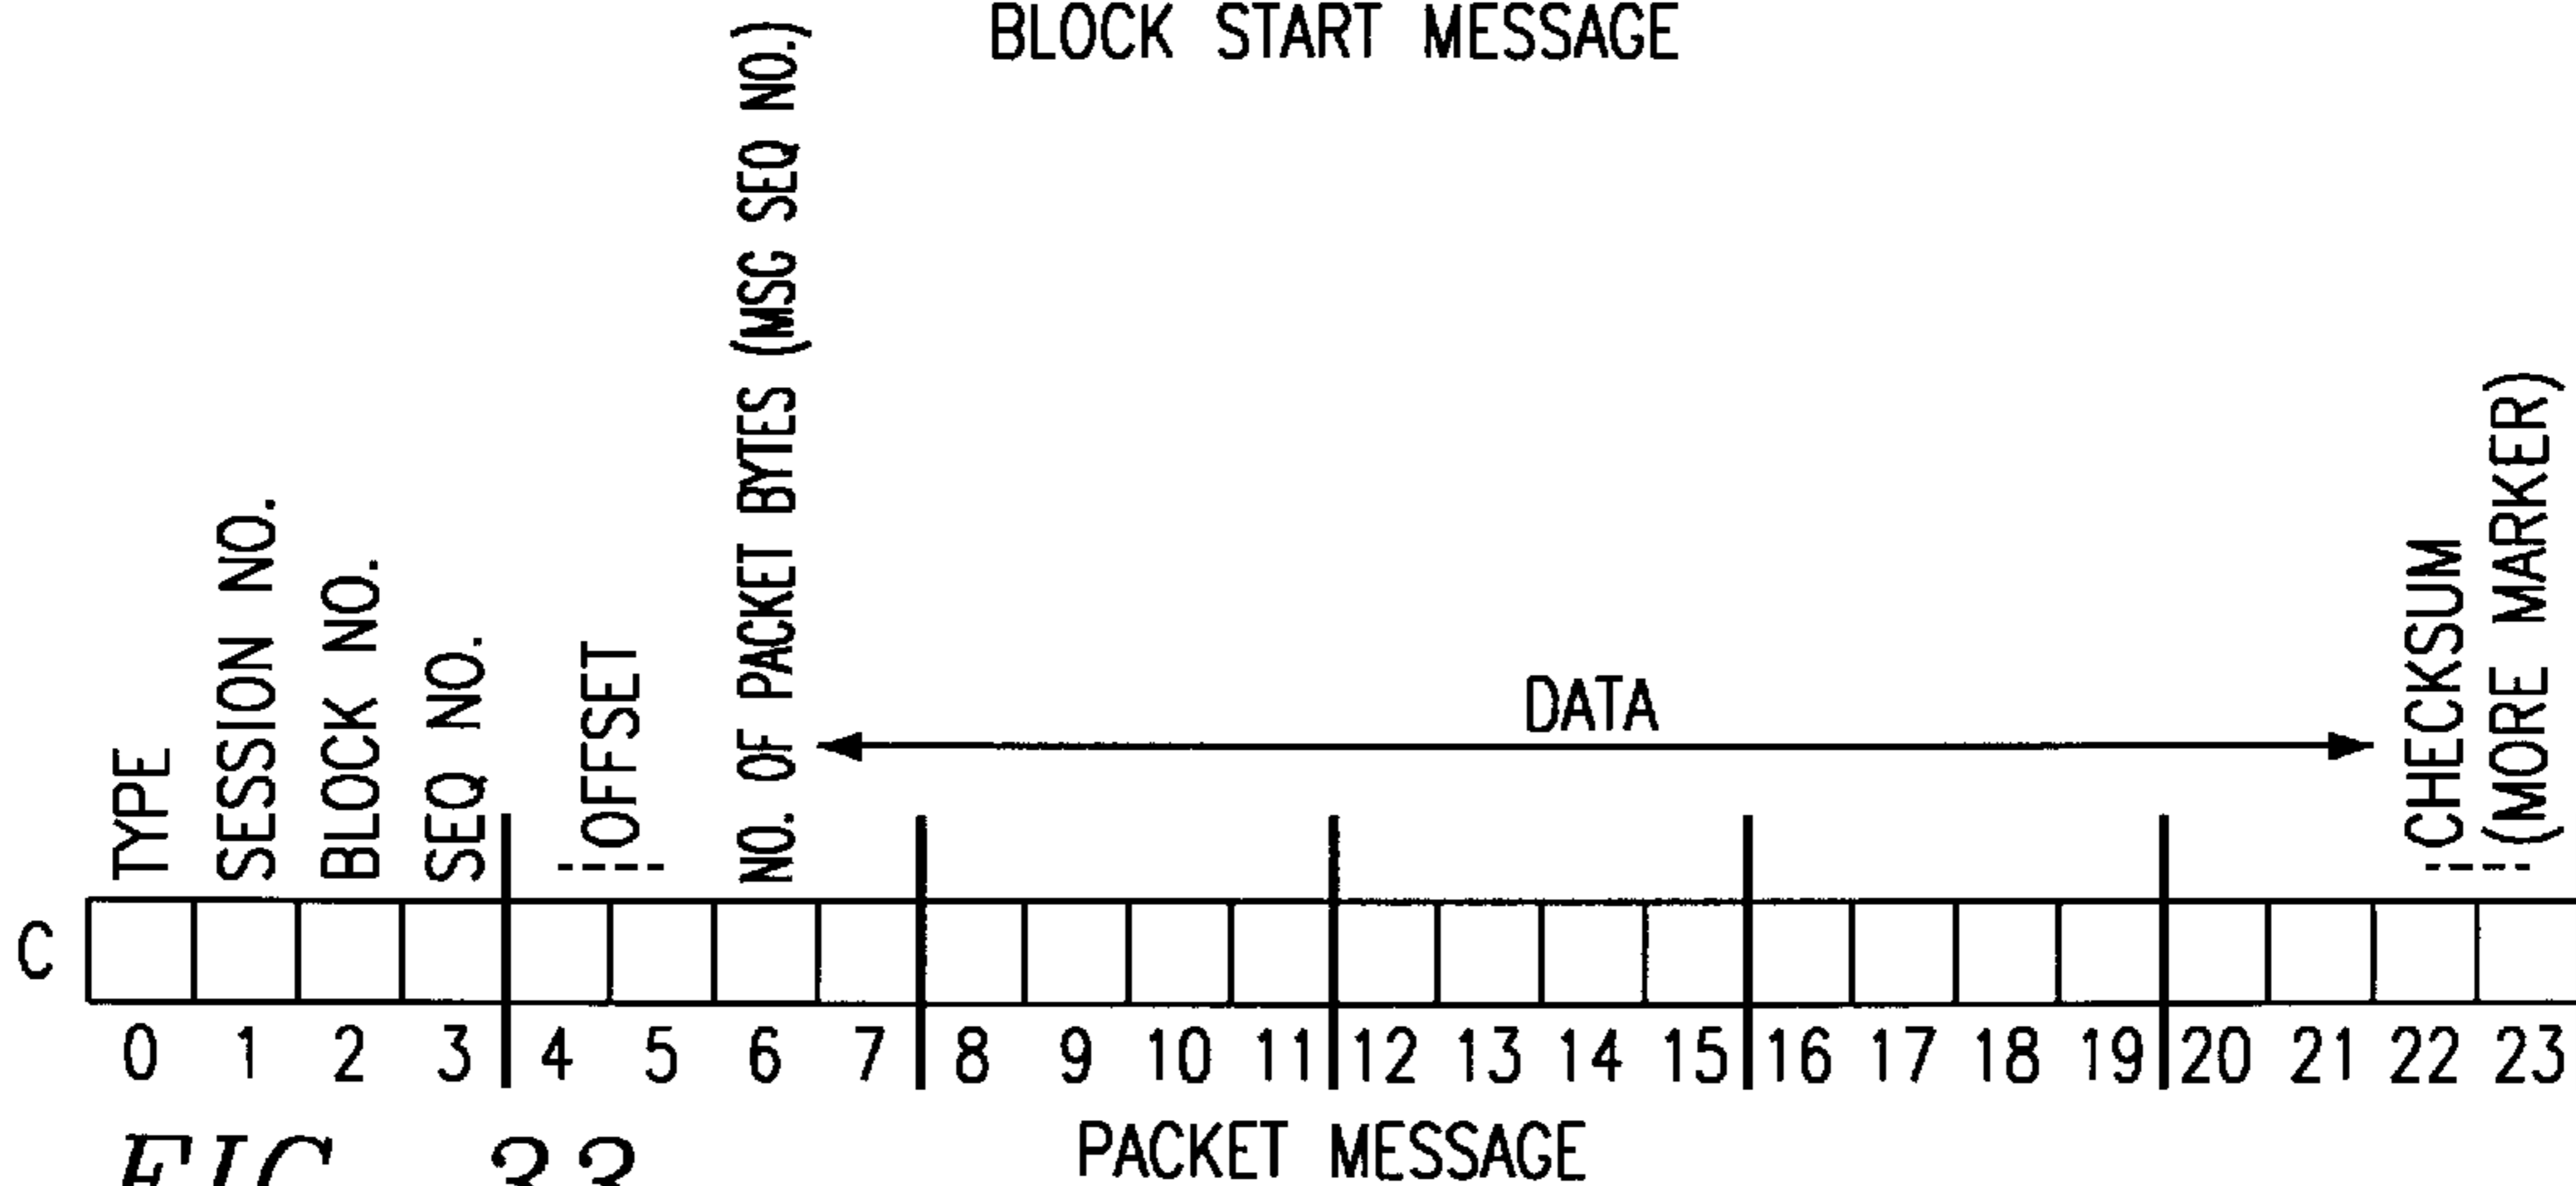 BLOCK START MESSAGE
TYPE
SESSION NO.
BLOCK NO.
SEQ NO.
OFFSET
NO. OF PACKET BYTES (MSG SEQ NO.)
DATA
CHECKSUM
(MORE MARKER)
C
0 1 2 3 4 5 6 7 8 9 10 11 12 13 14 15 16 17 18 19 20 21 22 23
PACKET MESSAGE
FIG. 33